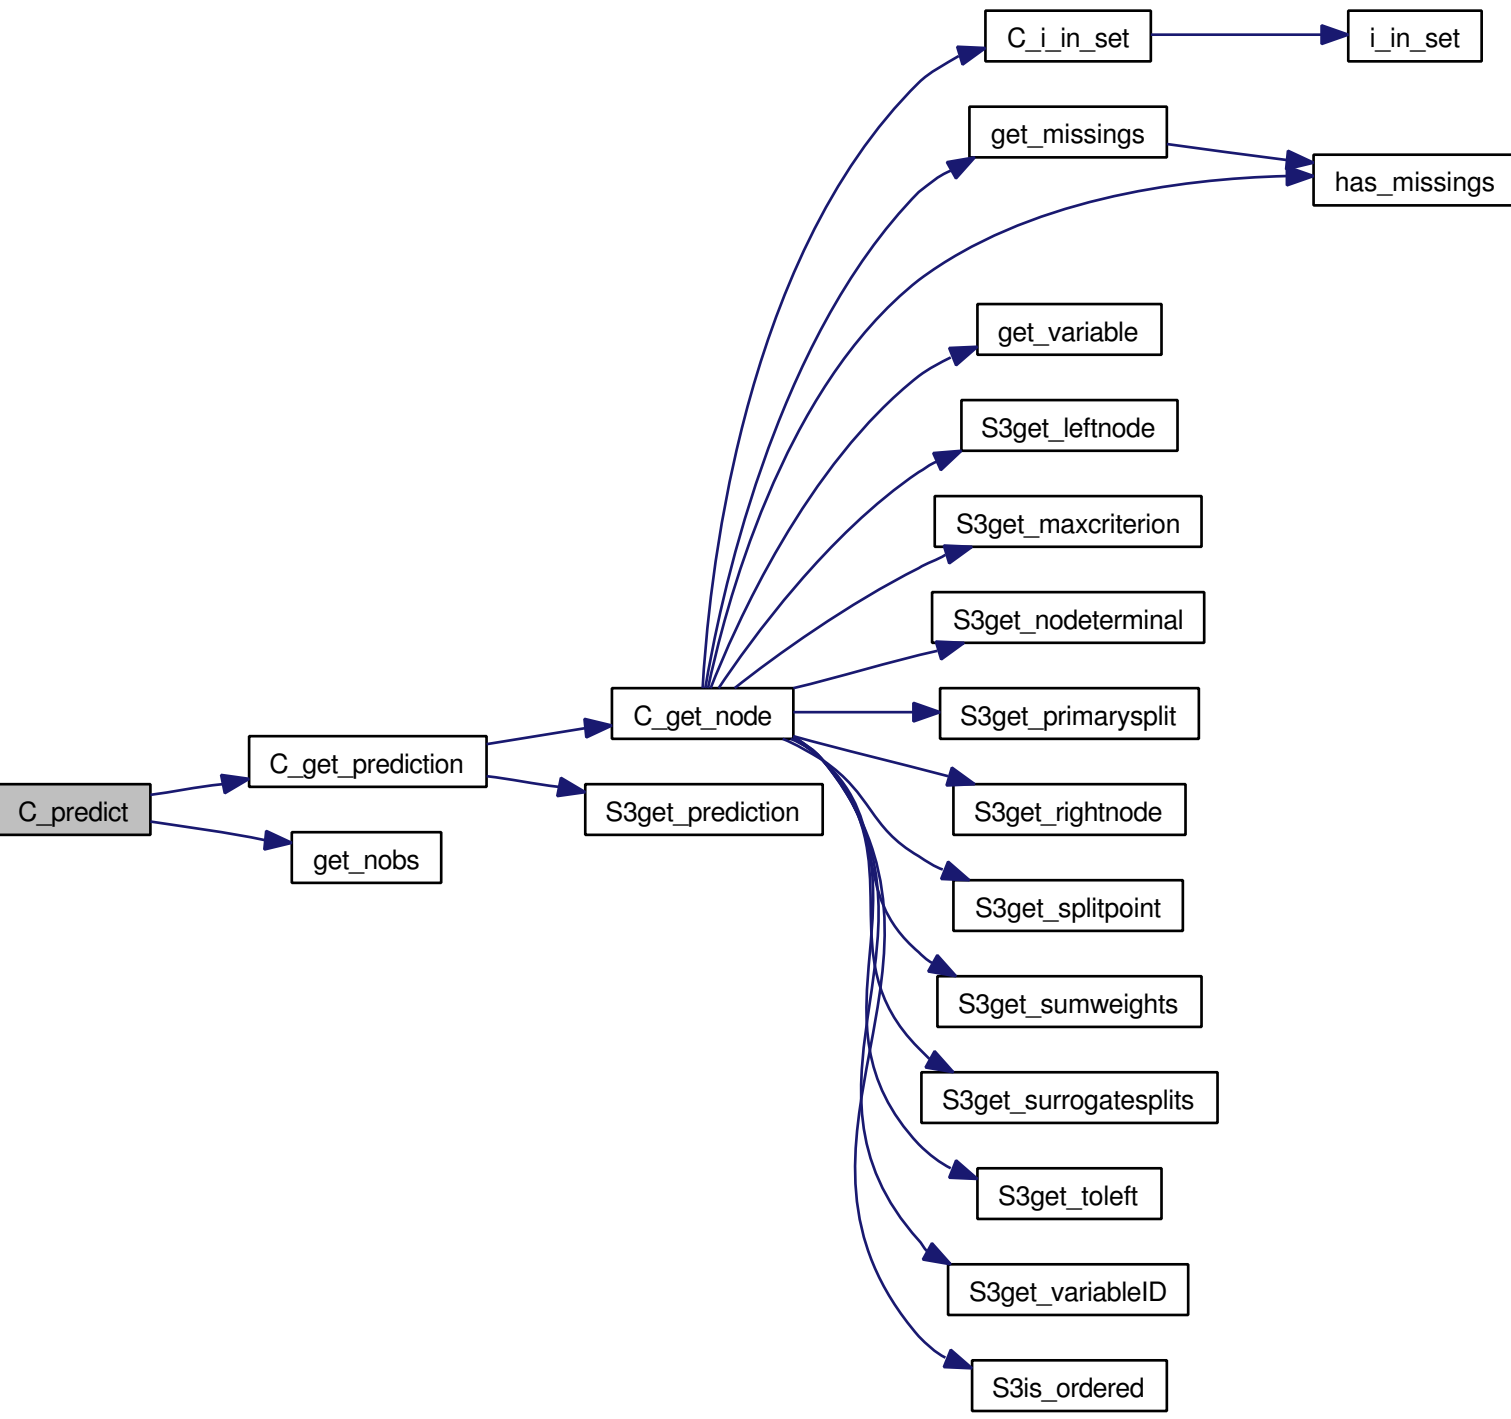 C_i_in_set
i_in_set
get_missings
has_missings
get_variable
S3get_leftnode
S3get_maxcriterion
S3get_nodeterminal
C_get_node
S3get_primarysplit
C_get_prediction
C_predict
S3get_prediction
S3get_rightnode
get_nobs
S3get_splitpoint
S3get_sumweights
S3get_surrogatesplits
S3get_toleft
S3get_variableID
S3is_ordered